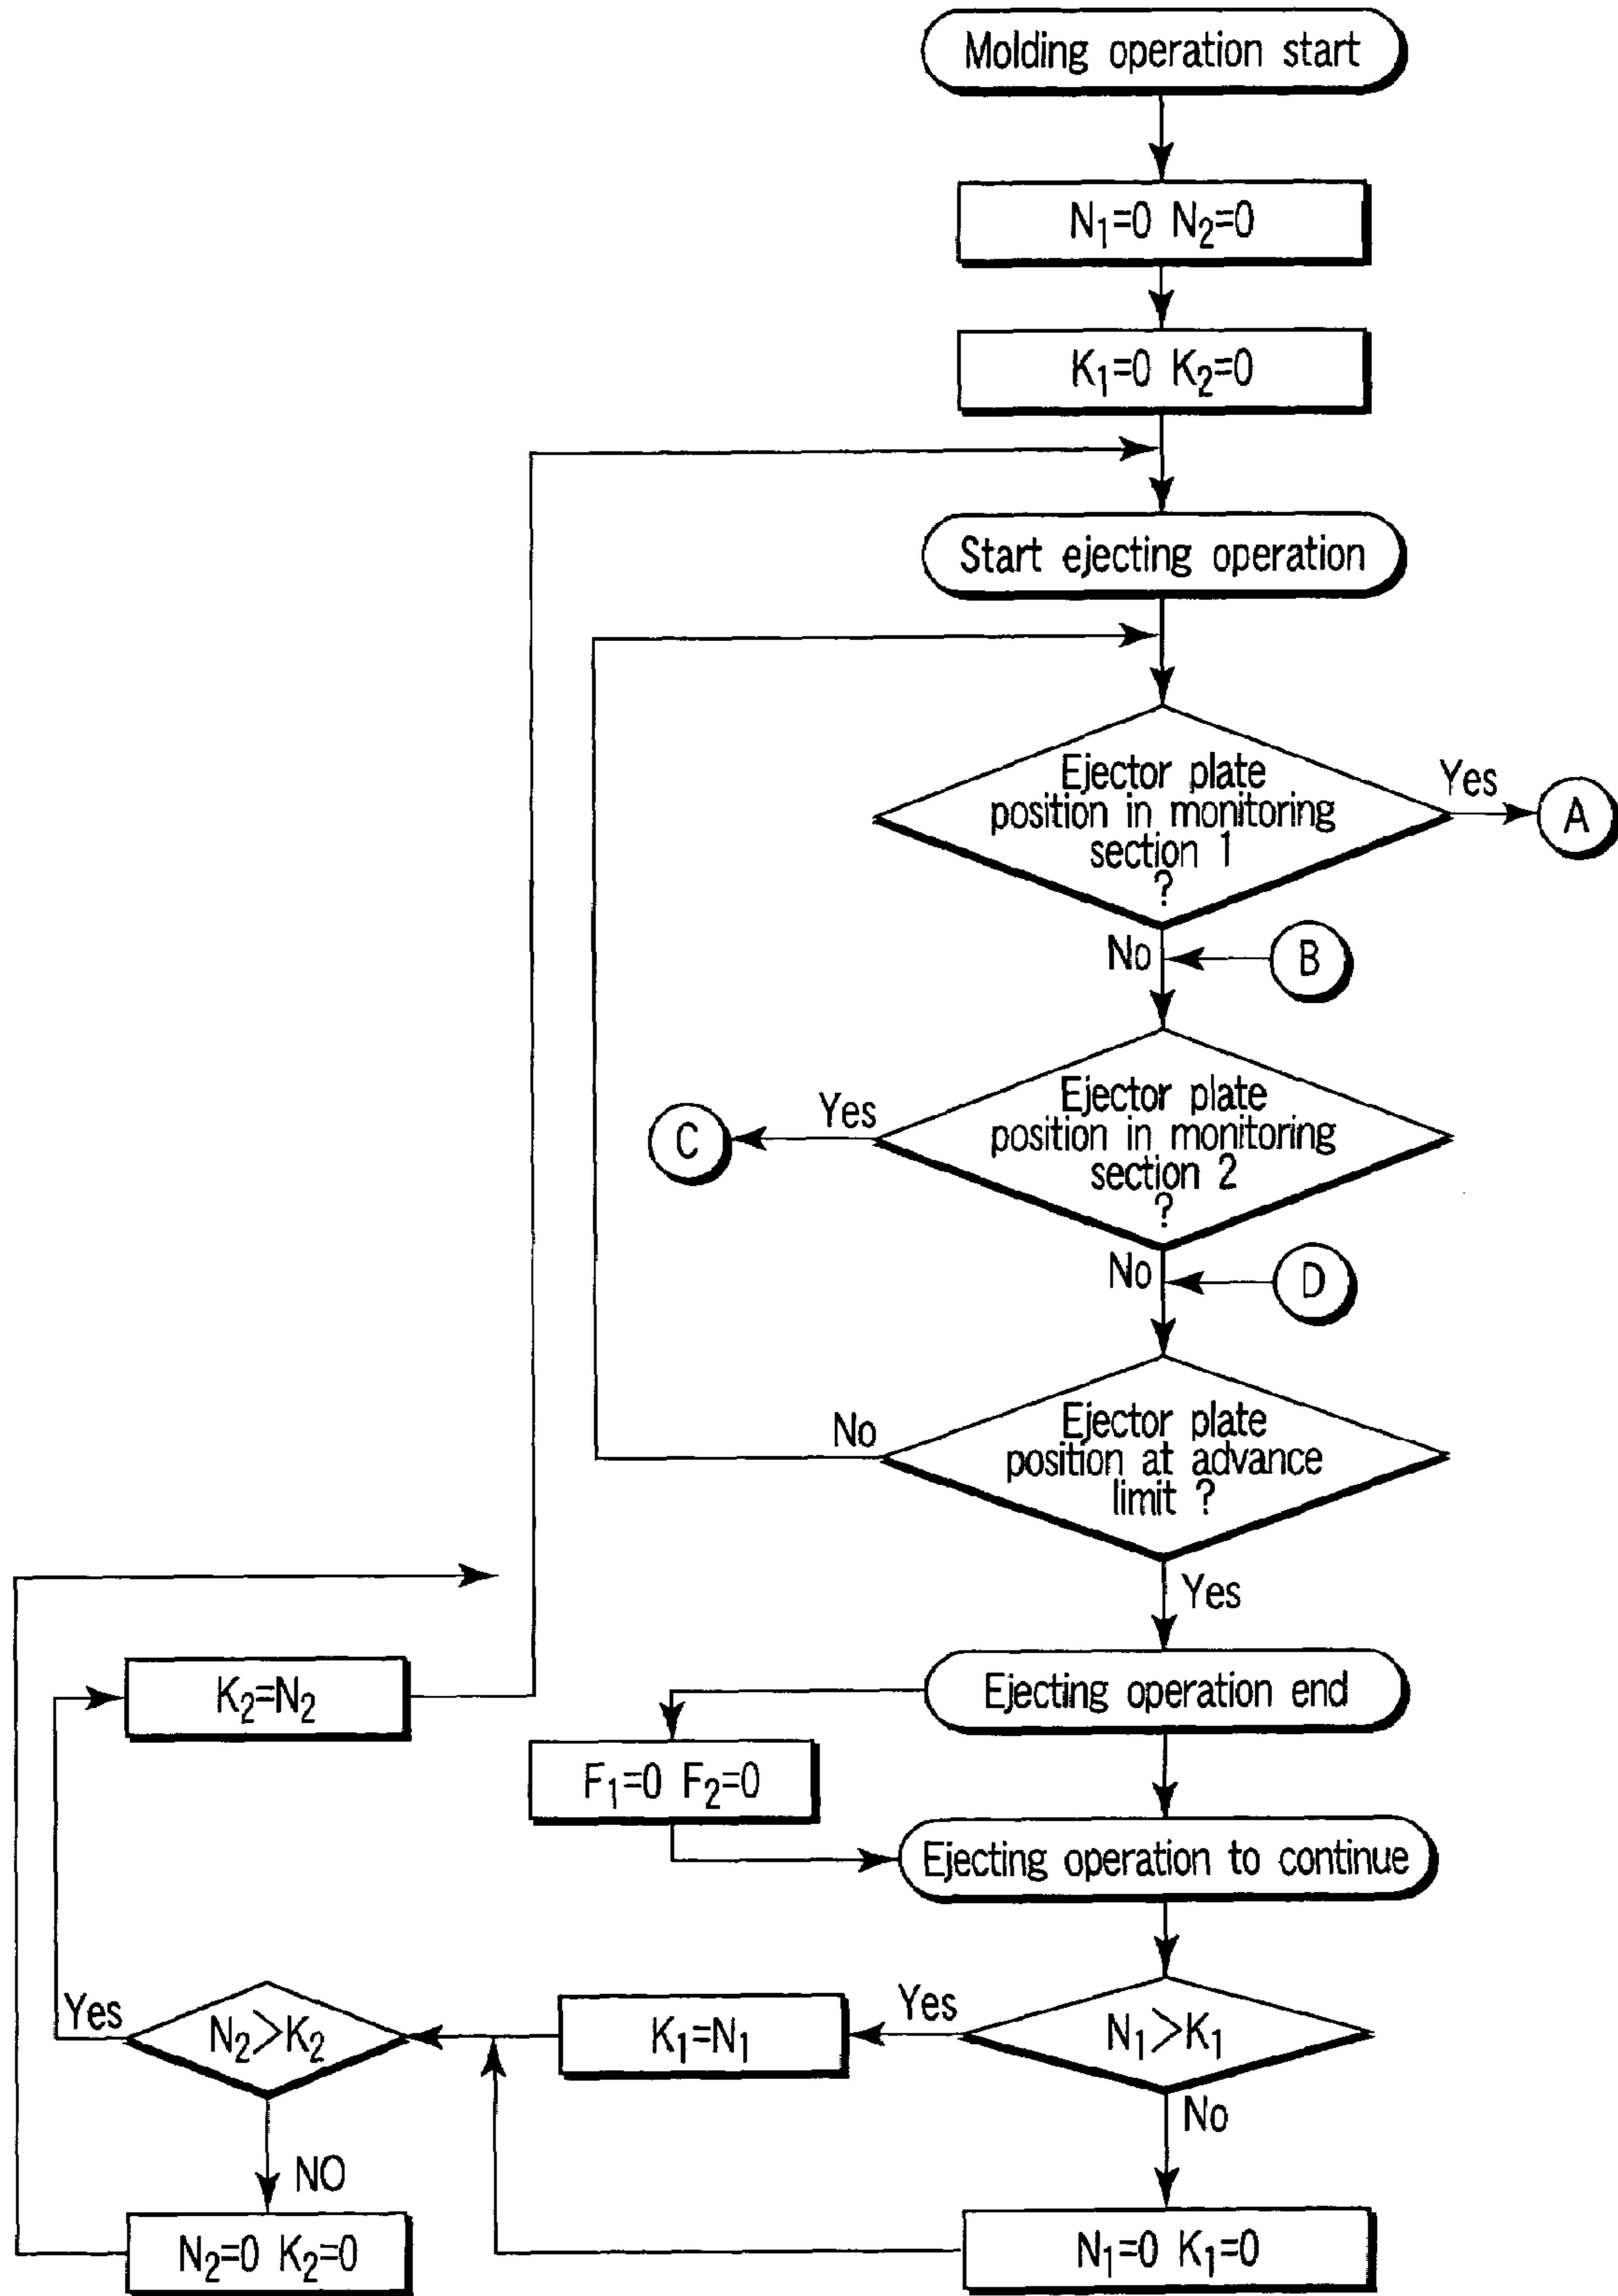 Molding operation start
N₁=0 N₂=0
K₁=0 K₂=0
Start ejecting operation
Ejector plate
position in monitoring
section 1
?
Yes
A
No
B
Ejector plate
position in monitoring
section 2
?
Yes
C
No
D
Ejector plate
position at advance
limit ?
No
Yes
Ejecting operation end
K₂=N₂
F₁=0 F₂=0
Ejecting operation to continue
N₁>K₁
Yes
K₁=N₁
N₂>K₂
Yes
No
NO
N₂=0 K₂=0
N₁=0 K₁=0